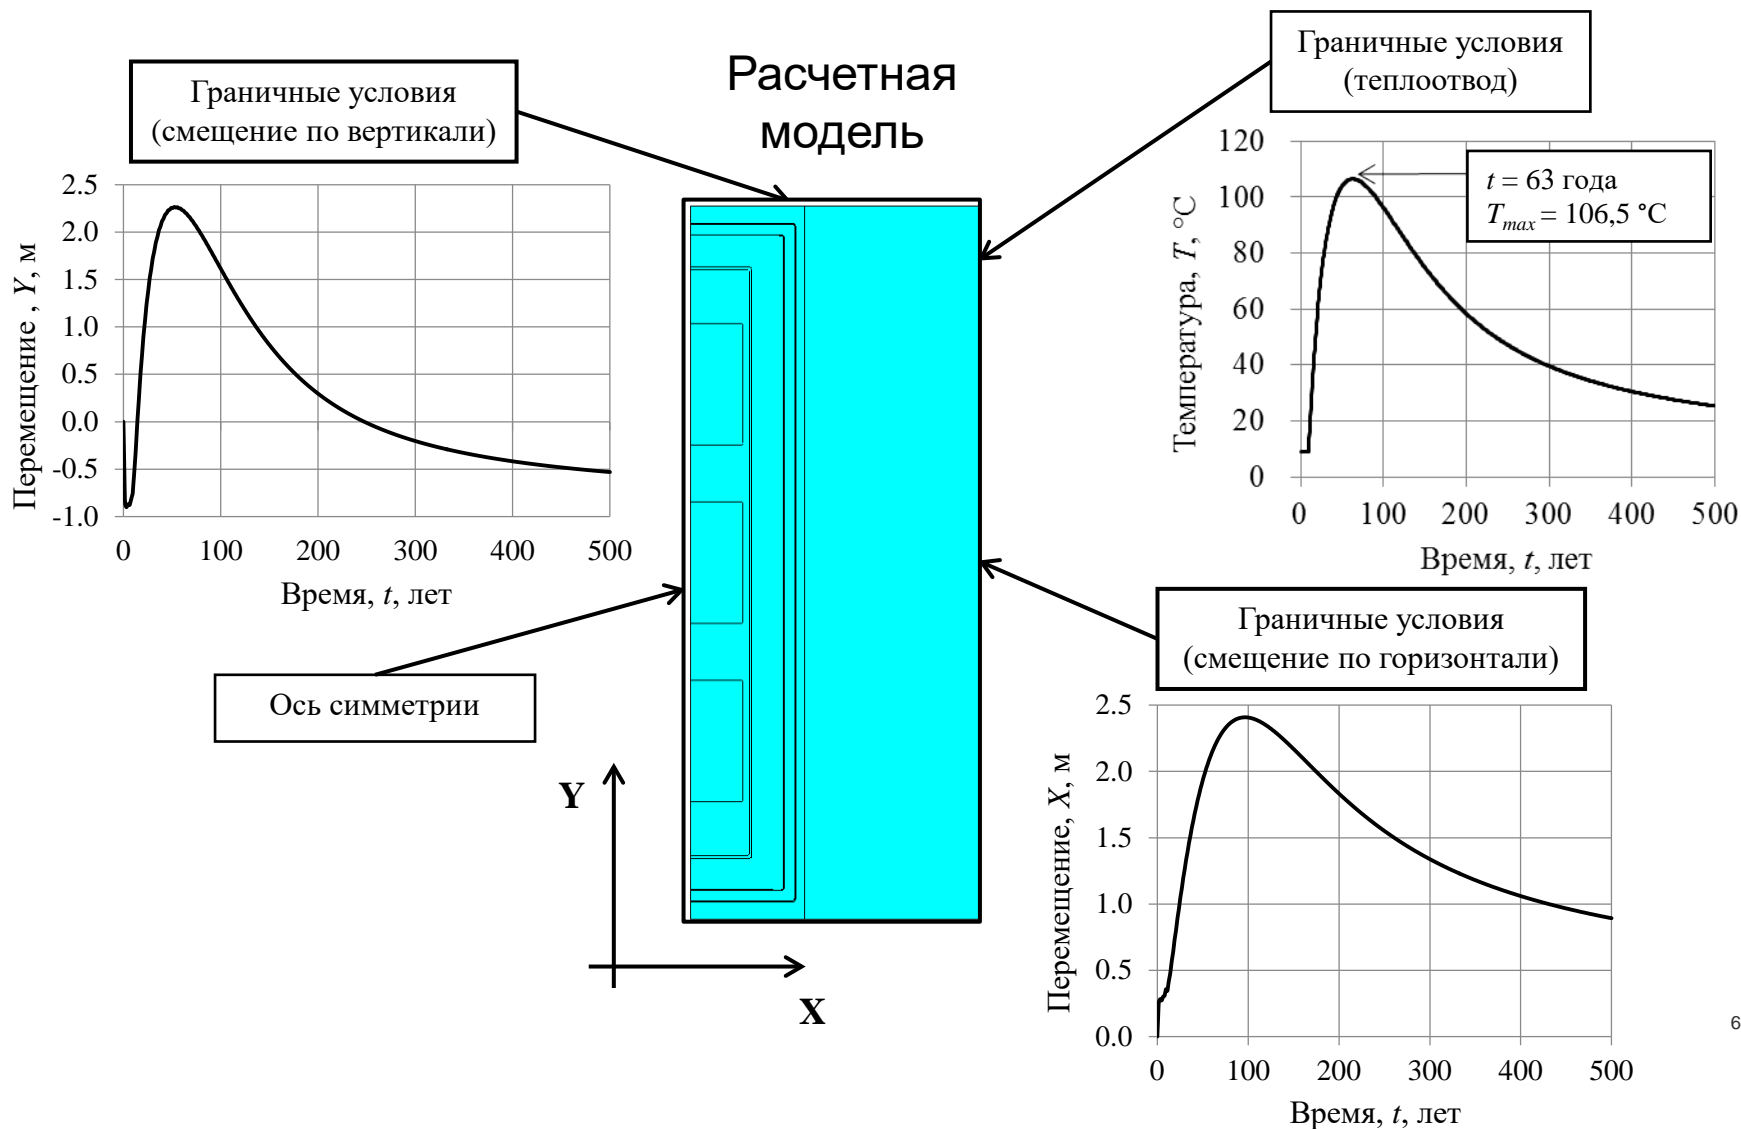 Расчетная
модель
Граничные условия
(смещение по вертикали)
2.5
2.0
1.5
1.0
0.5
0.0
-0.5
-1.0
Перемещение , Y, м
0 100 200 300 400 500
Время, t, лет
Ось симметрии
Y
X
Граничные условия
(теплоотвод)
120
100
80
60
40
20
0
Температура, T, °C
t = 63 года
Tmax = 106,5 °C
0 100 200 300 400 500
Время, t, лет
Граничные условия
(смещение по горизонтали)
2.5
2.0
1.5
1.0
0.5
0.0
Перемещение, X, м
0 100 200 300 400 500
Время, t, лет
6